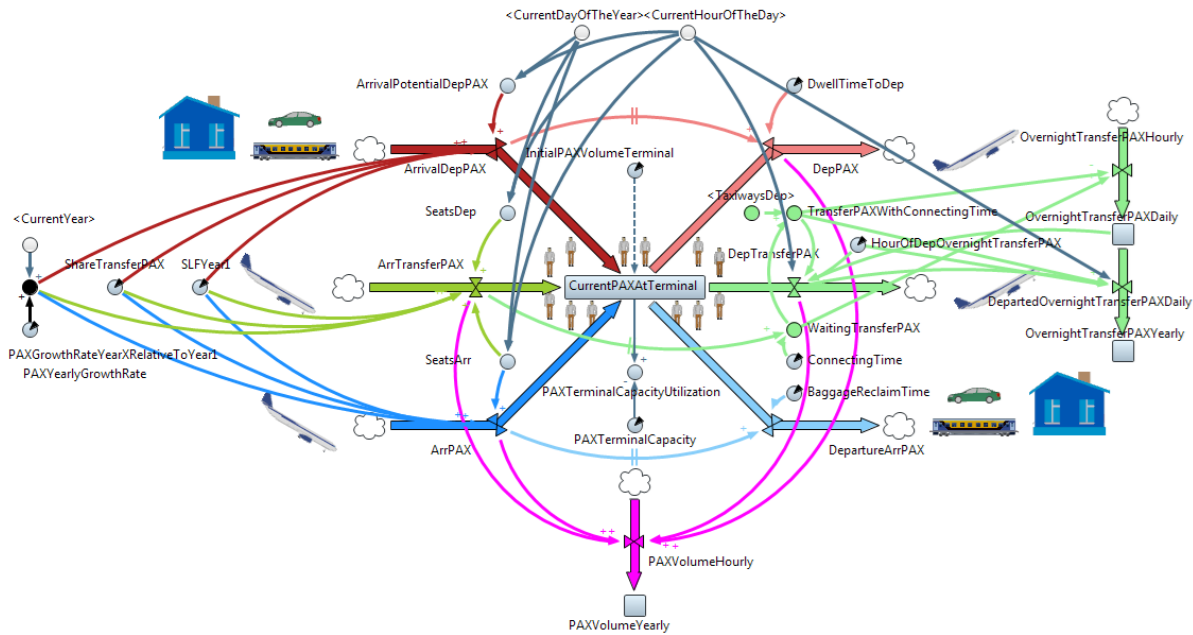 <CurrentDayOfTheYear>
<CurrentHourOfTheDay>
ArrivalPotentialDepPAX
DwellTimeToDep
OvernightTransferPAXHourly
InitialPAXVolumeTerminal
ArrivalDepPAX
DepPAX
<TaxiwaysDep>
<CurrentYear>
SeatsDep
TransferPAXWithConnectingTime
OvernightTransferPAXDaily
HourOfDepOvernightTransferPAX
DepTransferPAX
ShareTransferPAX
SLFYear1
ArrTransferPAX
CurrentPAXAtTerminal
DepartedOvernightTransferPAXDaily
WaitingTransferPAX
OvernightTransferPAXYearly
PAXGrowthRateYearXRelativeToYear1
SeatsArr
ConnectingTime
PAXYearlyGrowthRate
PAXTerminalCapacityUtilization
BaggageReclaimTime
PAXTerminalCapacity
ArrPAX
DepartureArrPAX
PAXVolumeHourly
PAXVolumeYearly